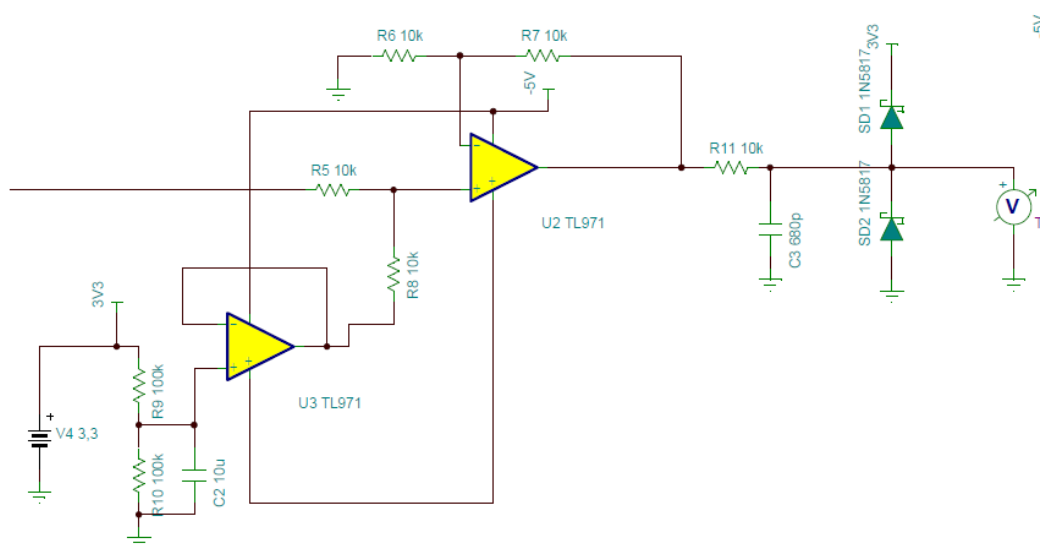 R6 10k
R7 10k
-5V
-5V
3V3
SD1 1N5817
R5 10k
R11 10k
U2 TL971
SD2 1N5817
V
C3 680p
R8 10k
3V3
R9 100k
U3 TL971
V4 3,3
R10 100k
C2 10u